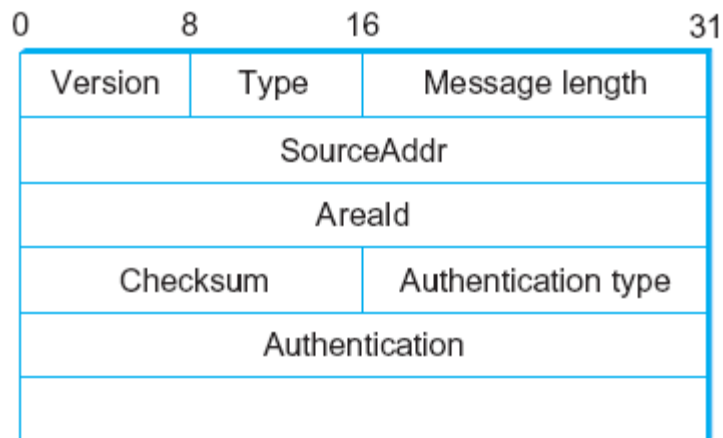 0 8 16 31
Version Type Message length
SourceAddr
AreaId
Checksum Authentication type
Authentication